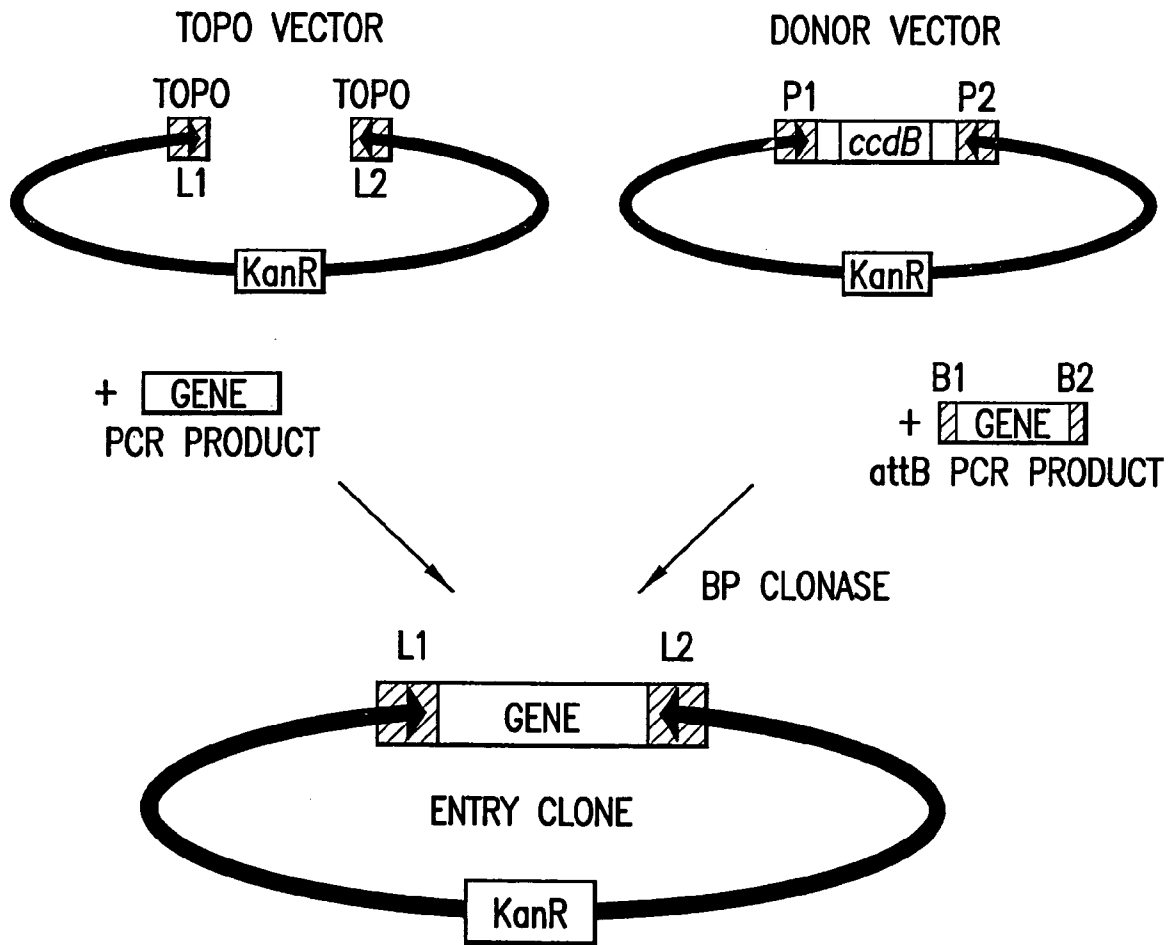 TOPO VECTOR
TOPO TOPO
L1 L2
KanR
+ GENE
PCR PRODUCT
DONOR VECTOR
P1 P2
ccdB
KanR
B1 B2
+ GENE
attB PCR PRODUCT
BP CLONASE
L1 L2
GENE
ENTRY CLONE
KanR